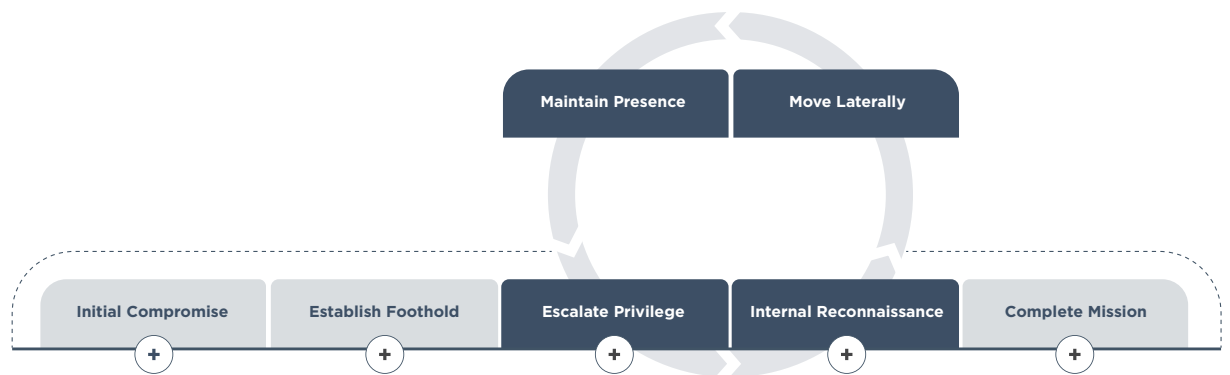 Maintain Presence
Move Laterally
Initial Compromise
Establish Foothold
Escalate Privilege
Internal Reconnaissance
Complete Mission
+
+
+
+
+